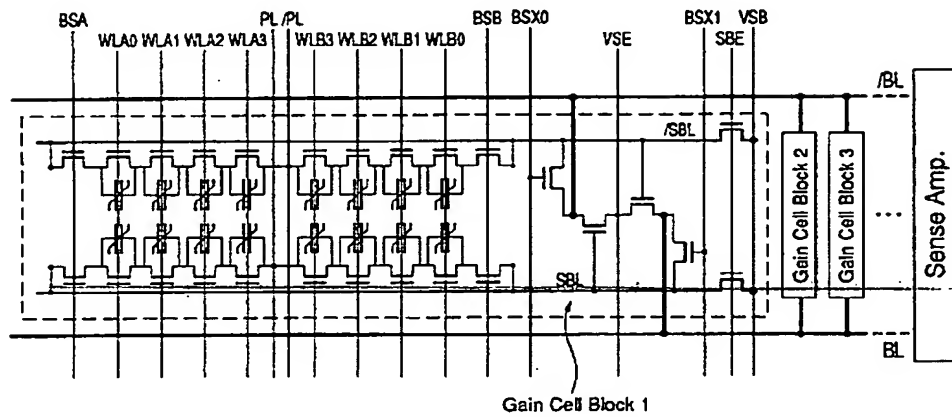 BSA PL /PL BSB BSX0 BSX1 VSB
WLA0 WLA1 WLA2 WLA3 WLB3 WLB2 WLB1 WLB0 VSE SBE
/BL
/SBL
Gain Cell Block 2
Gain Cell Block 3
...
Sense Amp.
SBL
BL
Gain Cell Block 1